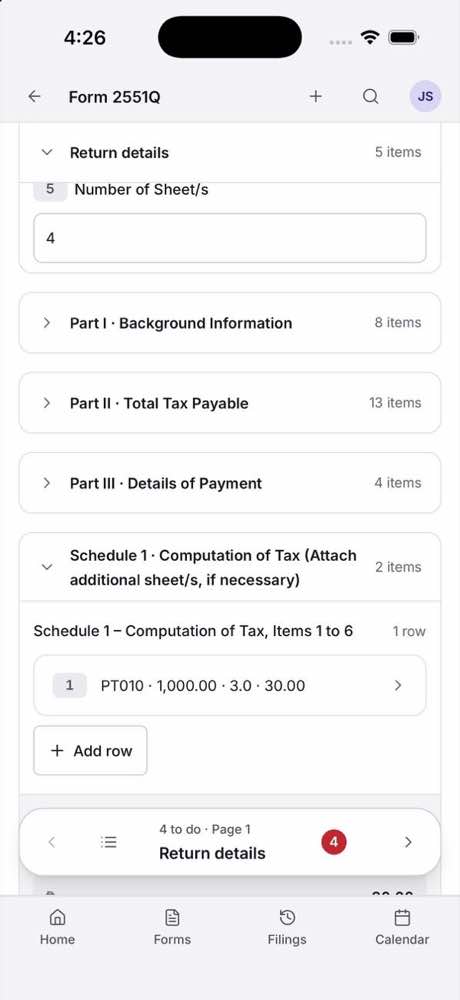 4:26
Form 2551Q
JS
Return details
5 items
5 Number of Sheet/s
4
Part I · Background Information
8 items
Part II · Total Tax Payable
13 items
Part III · Details of Payment
4 items
Schedule 1 · Computation of Tax (Attach
additional sheet/s, if necessary)
2 items
Schedule 1 – Computation of Tax, Items 1 to 6
1 row
1 PT010 · 1,000.00 · 3.0 · 30.00
+ Add row
4 to do · Page 1
Return details
4
Home
Forms
Filings
Calendar